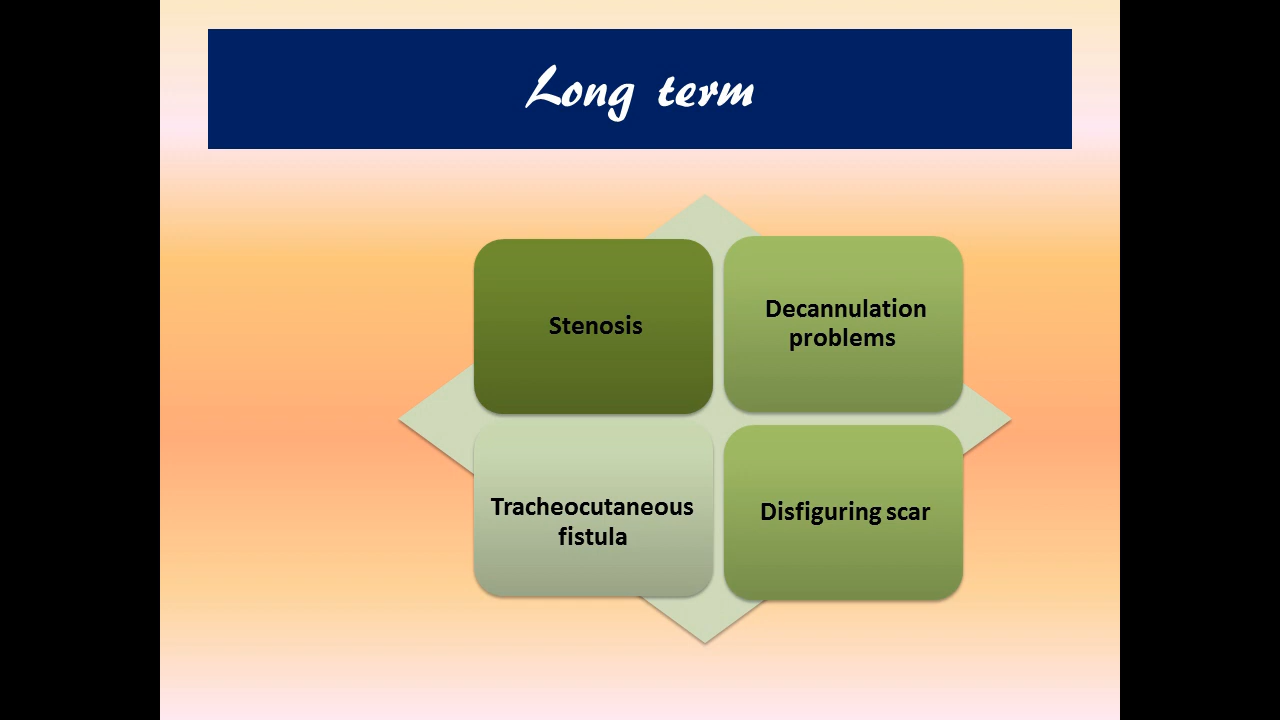 Long term
Stenosis
Decannulation
problems
Tracheocutaneous
fistula
Disfiguring scar